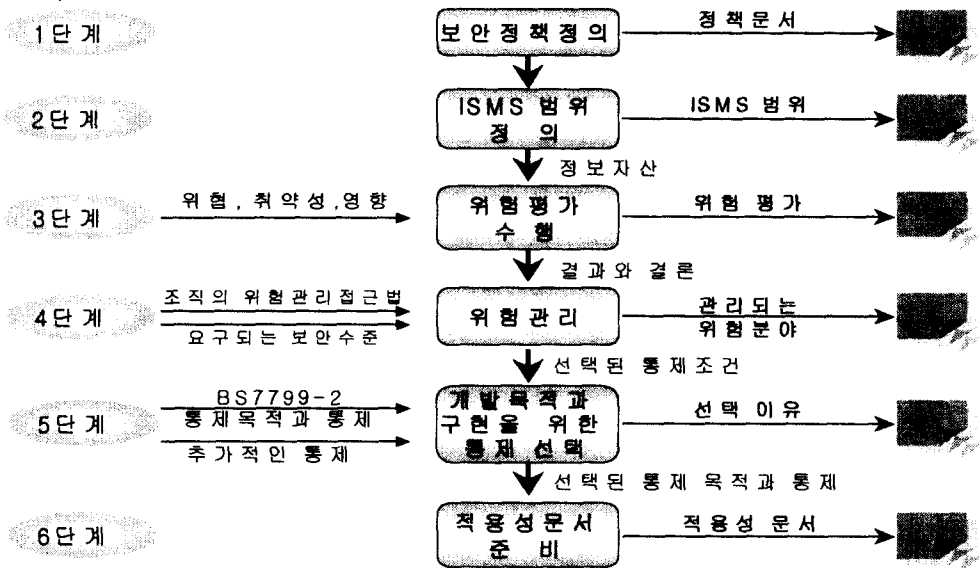 1단계
보안정책정의
정책문서
2단계
ISMS 범위
정 의
ISMS 범위
정보자산
3단계
위협, 취약성,영향
위험평가
수 행
위험 평가
결과와 결론
4단계
조직의 위험관리접근법
요구되는 보안수준
위험관리
관리되는
위험분야
선택된 통제조건
5단계
BS7799-2
통제목적과 통제
추가적인 통제
개발목적과
구현을 위한
통제 선택
선택 이유
선택된 통제 목적과 통제
6단계
적용성문서
준 비
적용성 문서